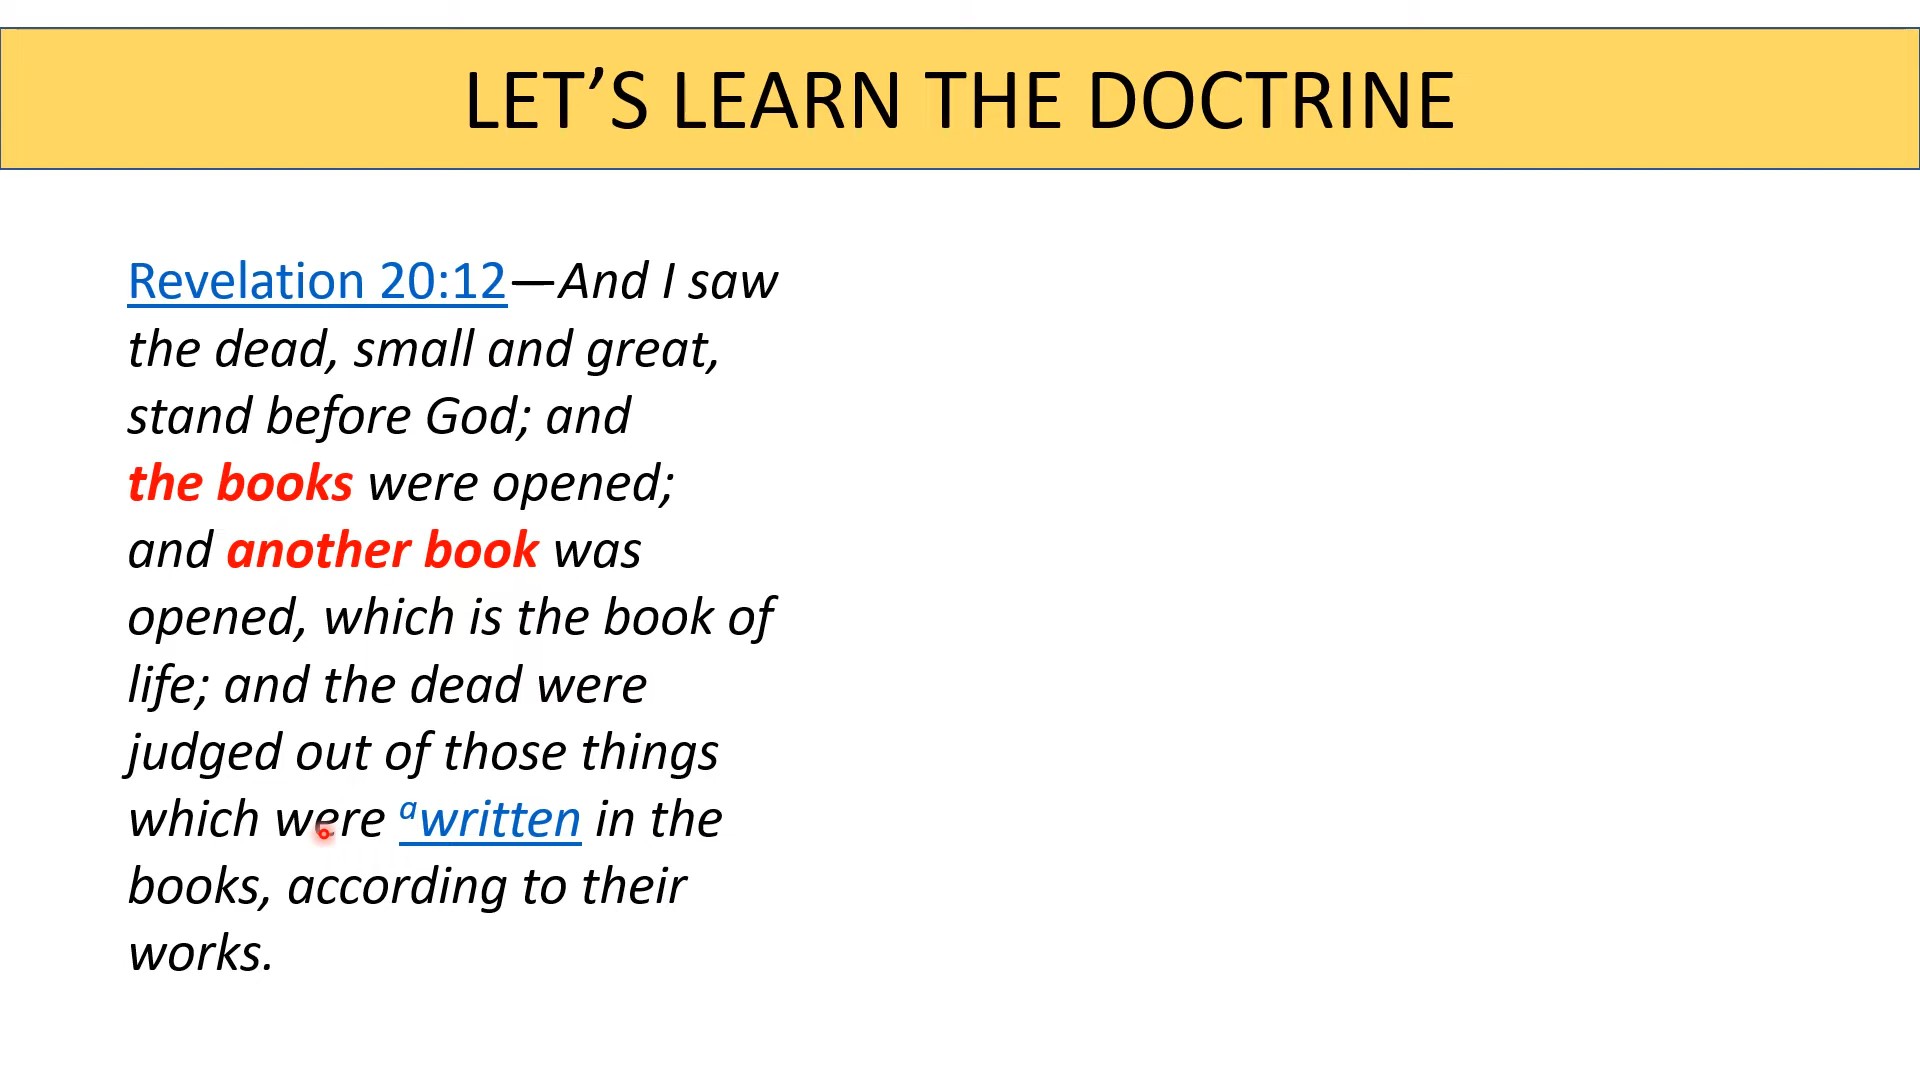 LET’S LEARN THE DOCTRINE
Revelation 20:12—And I saw
the dead, small and great,
stand before God; and
the books were opened;
and another book was
opened, which is the book of
life; and the dead were
judged out of those things
which were ᵃwritten in the
books, according to their
works.